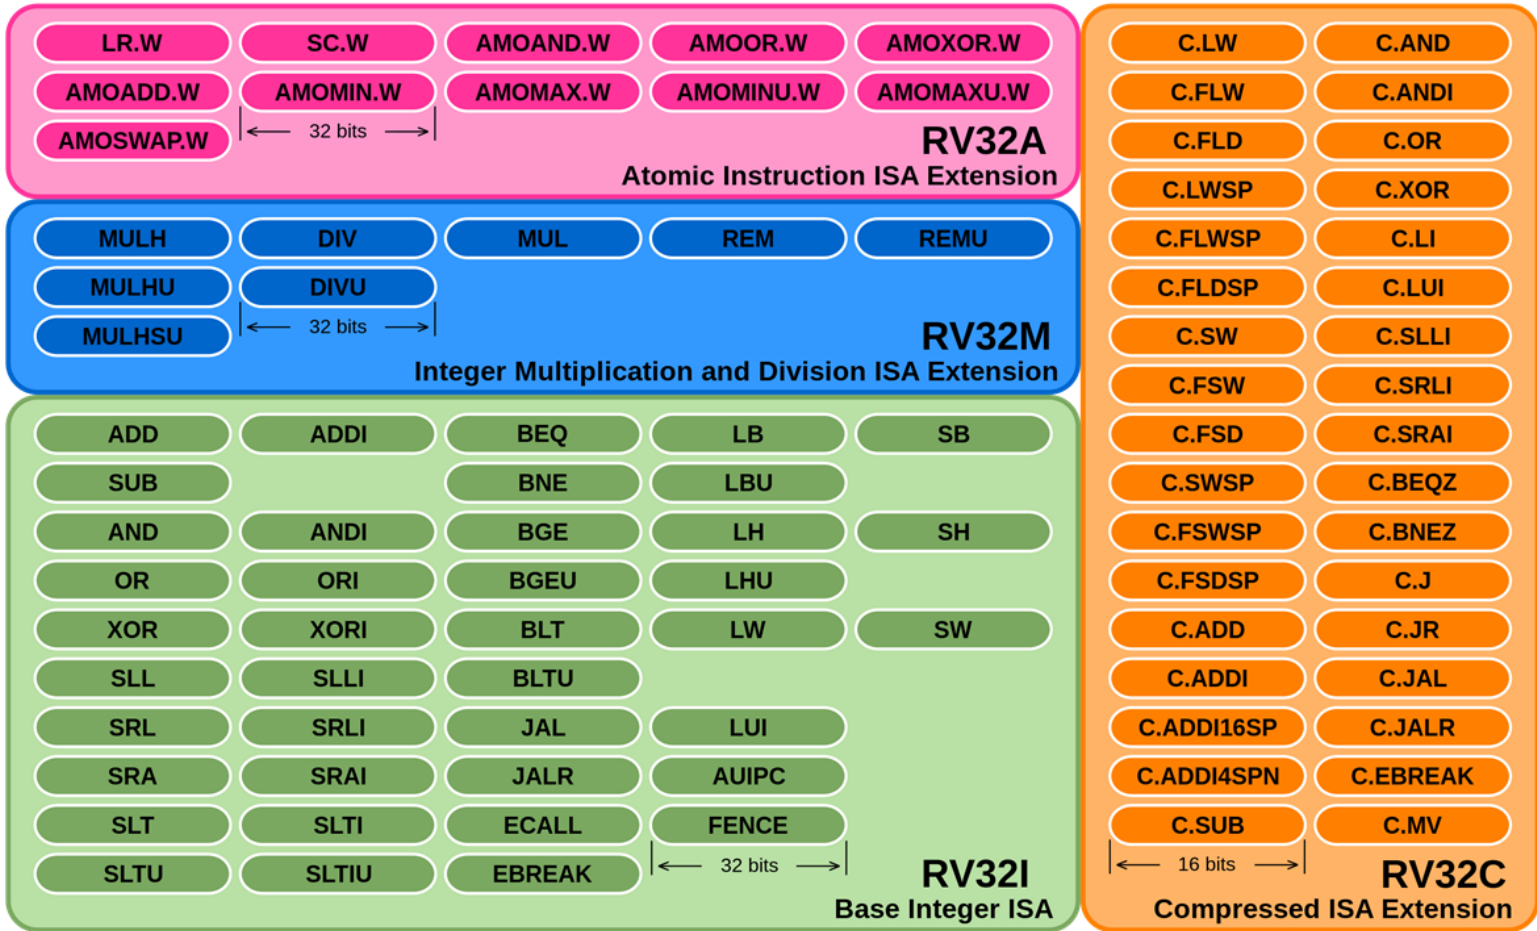 LR.W SC.W AMOAND.W AMOOR.W AMOXOR.W
AMOADD.W AMOMIN.W AMOMAX.W AMOMINU.W AMOMAXU.W
AMOSWAP.W 32 bits
RV32A
Atomic Instruction ISA Extension
MULH DIV MUL REM REMU
MULHU DIVU
MULHSU 32 bits
RV32M
Integer Multiplication and Division ISA Extension
ADD ADDI BEQ LB SB
SUB BNE LBU
AND ANDI BGE LH SH
OR ORI BGEU LHU
XOR XORI BLT LW SW
SLL SLLI BLTU
SRL SRLI JAL LUI
SRA SRAI JALR AUIPC
SLT SLTI ECALL FENCE
SLTU SLTIU EBREAK 32 bits
RV32I
Base Integer ISA
C.LW C.AND
C.FLW C.ANDI
C.FLD C.OR
C.LWSP C.XOR
C.FLWSP C.LI
C.FLDSP C.LUI
C.SW C.SLLI
C.FSW C.SRLI
C.FSD C.SRAI
C.SWSP C.BEQZ
C.FSWSP C.BNEZ
C.FSDSP C.J
C.ADD C.JR
C.ADDI C.JAL
C.ADDI16SP C.JALR
C.ADDI4SPN C.EBREAK
C.SUB C.MV
16 bits
RV32C
Compressed ISA Extension